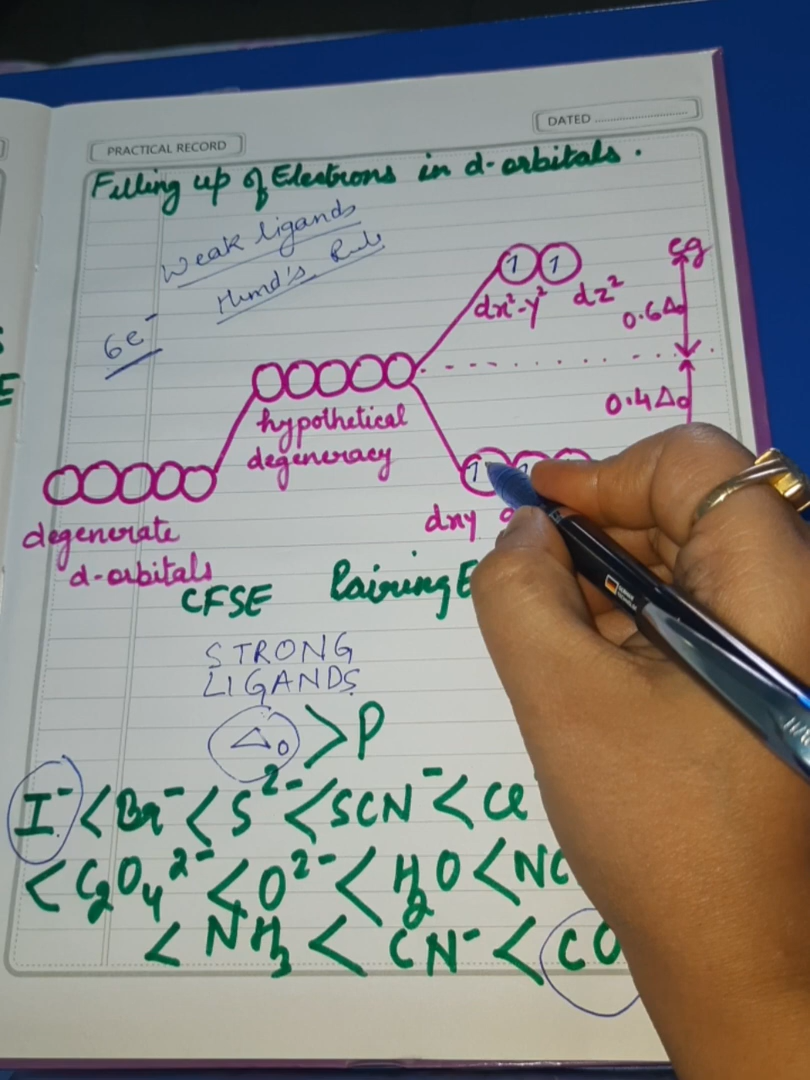 PRACTICAL RECORD
DATED
Filling up of Electrons in d-orbitals.
Weak ligands
Hund's Rule
6e⁻
eg
dx²-y² dz²
0.6Δo
hypothetical
degeneracy
0.4Δo
degenerate
d-orbitals
dxy
CFSE Pairing E
STRONG
LIGANDS
Δo > P
I⁻ < Br⁻ < S²⁻ < SCN⁻ < Cl
< C₂O₄²⁻ < O²⁻ < H₂O < NC
< NH₃ < CN⁻ < CO